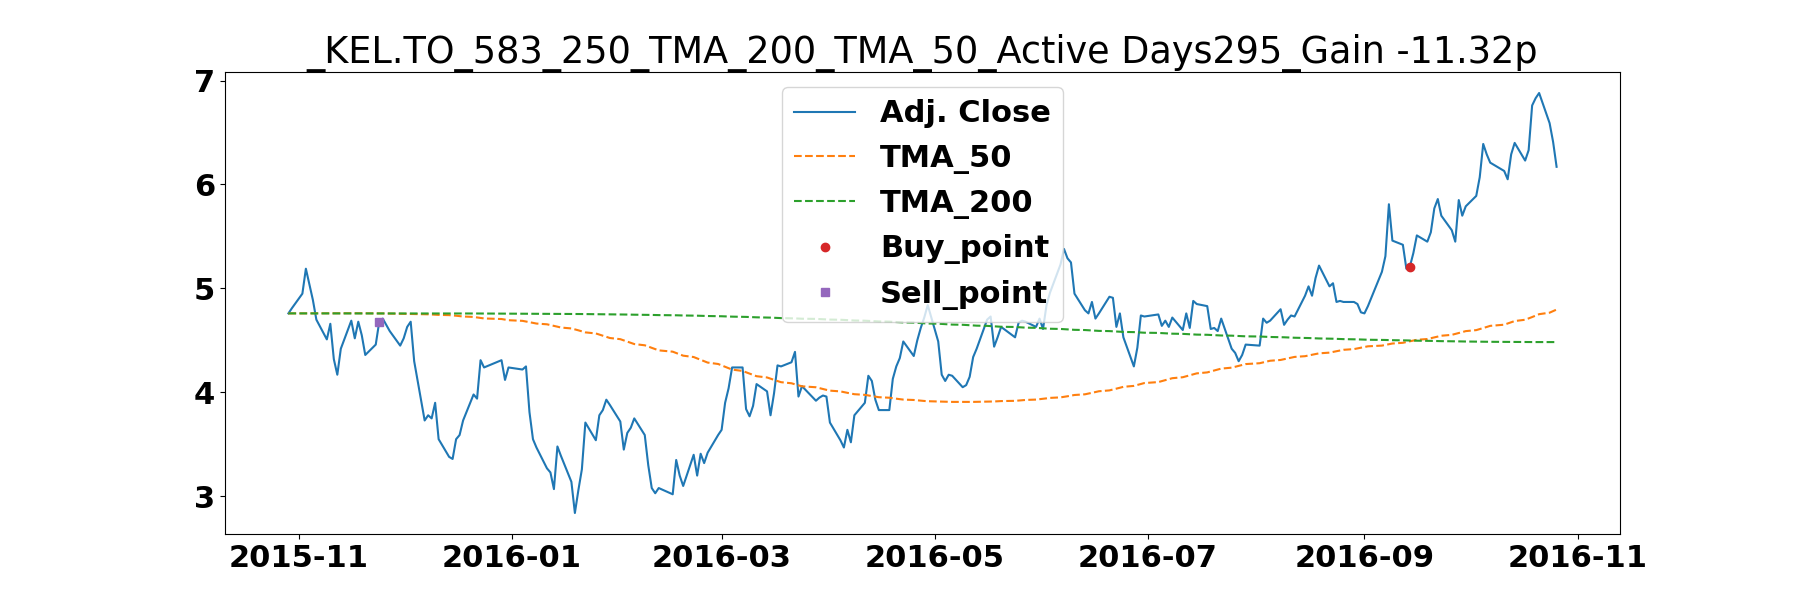 _KEL.TO_583_250_TMA_200_TMA_50_Active Days295_Gain -11.32p
7
6
5
4
3
Adj. Close
TMA_50
TMA_200
Buy_point
Sell_point
2015-11 2016-01 2016-03 2016-05 2016-07 2016-09 2016-11